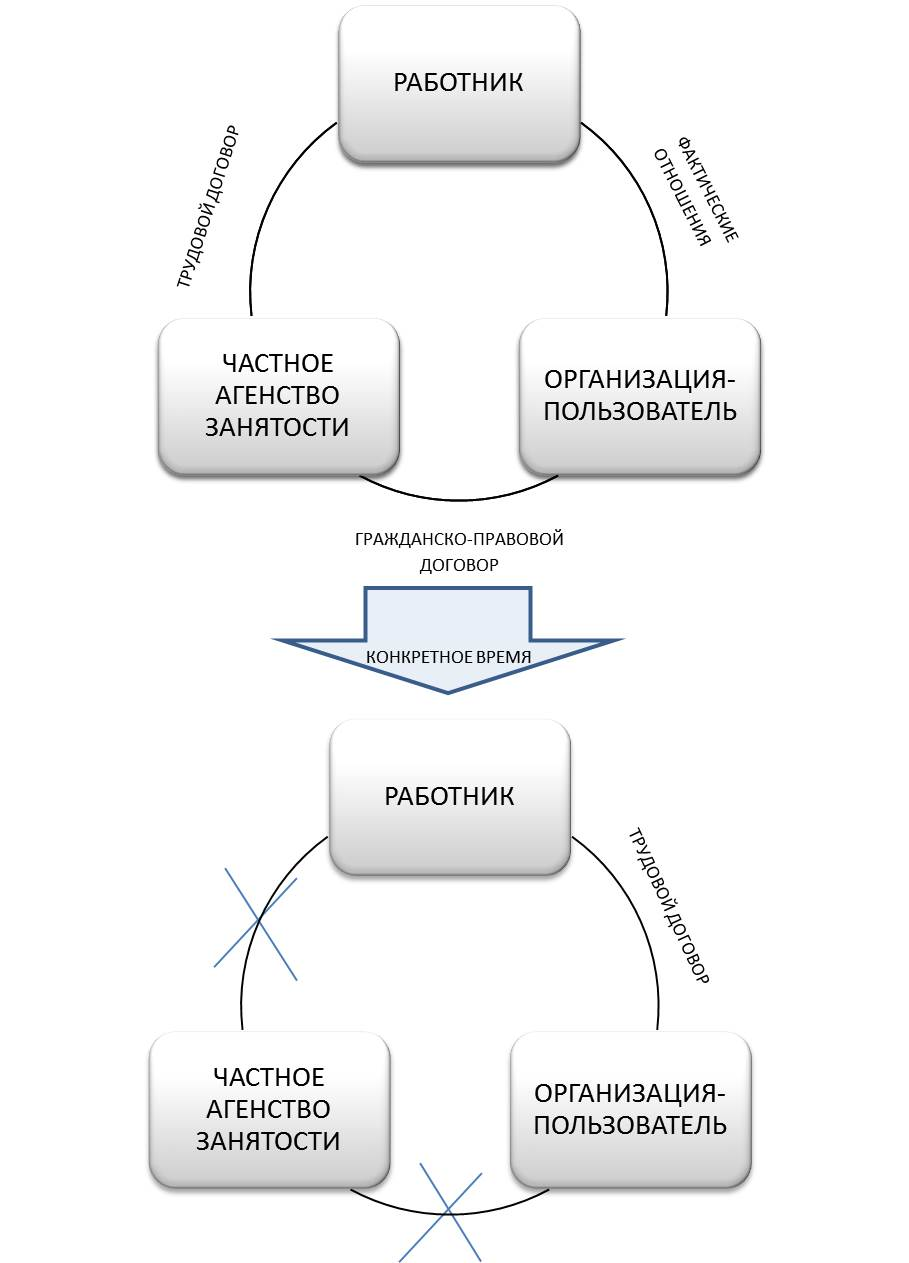 РАБОТНИК
ТРУДОВОЙ ДОГОВОР
ФАКТИЧЕСКИЕ
ОТНОШЕНИЯ
ЧАСТНОЕ
АГЕНСТВО
ЗАНЯТОСТИ
ОРГАНИЗАЦИЯ-
ПОЛЬЗОВАТЕЛЬ
ГРАЖДАНСКО-ПРАВОВОЙ
ДОГОВОР
КОНКРЕТНОЕ ВРЕМЯ
РАБОТНИК
ТРУДОВОЙ ДОГОВОР
ЧАСТНОЕ
АГЕНСТВО
ЗАНЯТОСТИ
ОРГАНИЗАЦИЯ-
ПОЛЬЗОВАТЕЛЬ